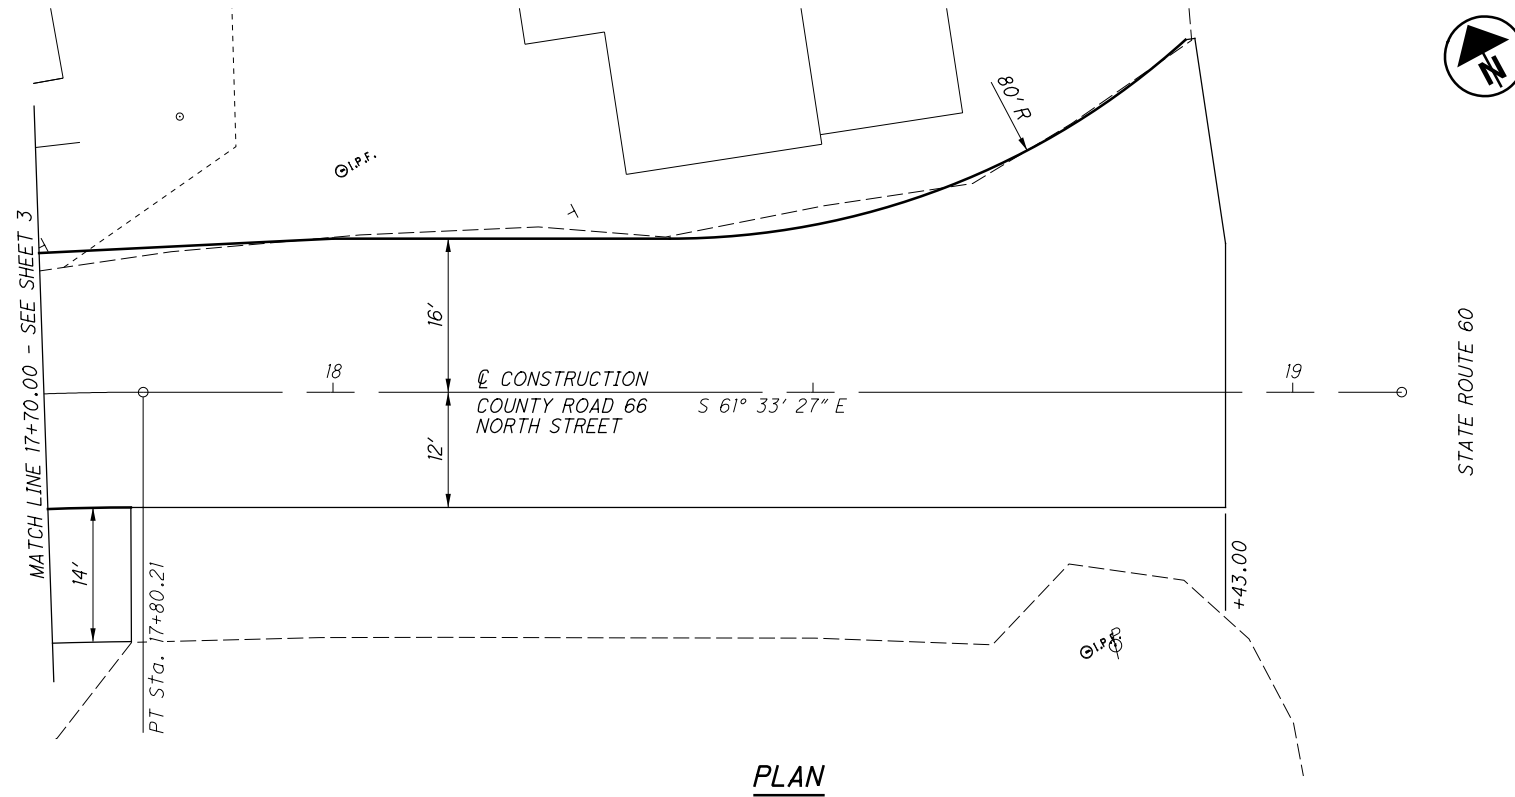 N
80' R
I.P.F.
MATCH LINE 17+70.00 - SEE SHEET 3
16'
18
19
℄ CONSTRUCTION
COUNTY ROAD 66 S 61° 33' 27" E
NORTH STREET
STATE ROUTE 60
12'
14'
PT Sta. 17+80.21
+43.00
I.P.F.
PLAN